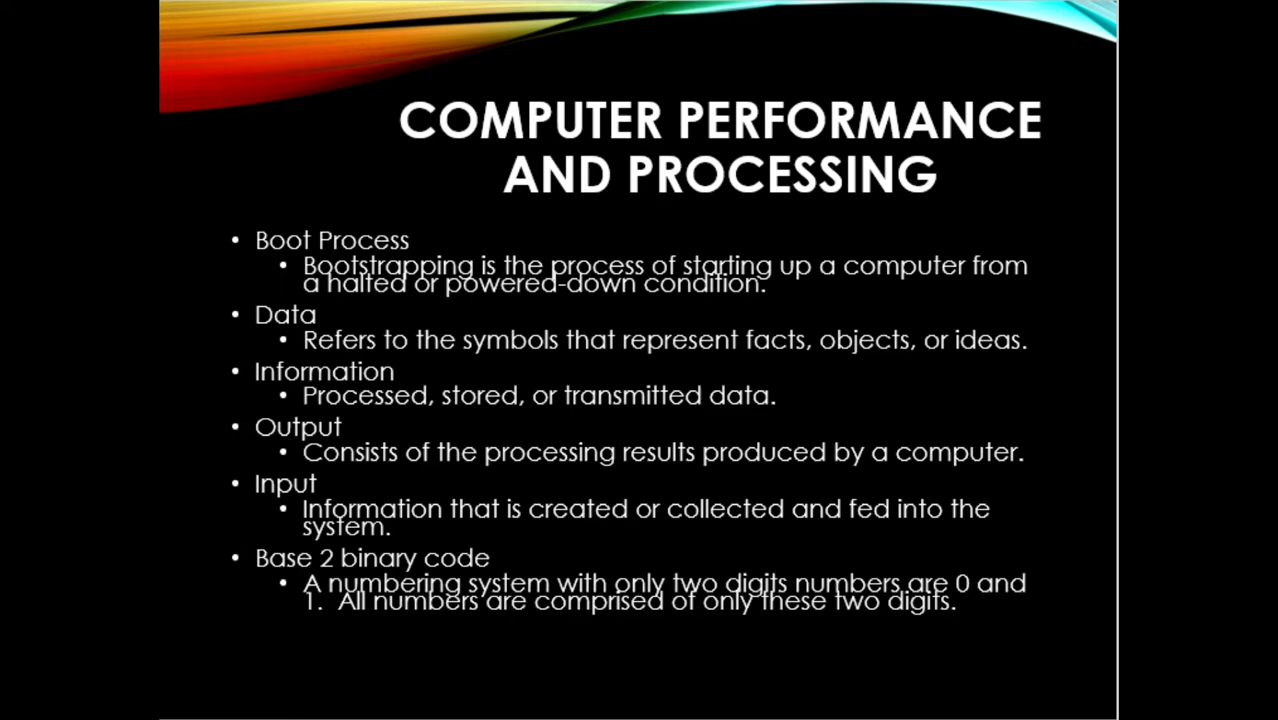 COMPUTER PERFORMANCE
AND PROCESSING
• Boot Process
• Bootstrapping is the process of starting up a computer from
a halted or powered-down condition.
• Data
• Refers to the symbols that represent facts, objects, or ideas.
• Information
• Processed, stored, or transmitted data.
• Output
• Consists of the processing results produced by a computer.
• Input
• Information that is created or collected and fed into the
system.
• Base 2 binary code
• A numbering system with only two digits numbers are 0 and
1.  All numbers are comprised of only these two digits.